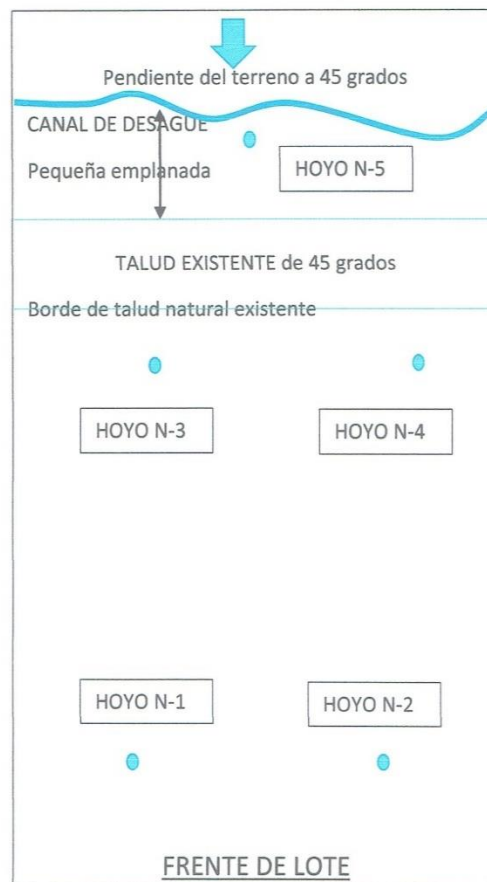 Pendiente del terreno a 45 grados
CANAL DE DESAGUE
Pequeña emplanada
HOYO N-5
TALUD EXISTENTE de 45 grados
Borde de talud natural existente
HOYO N-3
HOYO N-4
HOYO N-1
HOYO N-2
FRENTE DE LOTE